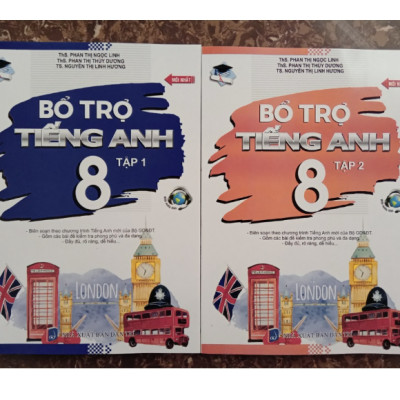 ThS. PHAN THỊ NGỌC LINH
ThS. PHAN THỊ THÙY DƯƠNG
TS. NGUYỄN THỊ LINH HƯƠNG
MỚI NHẤT
BỔ TRỢ
TIẾNG ANH
8
TẬP 1
- Biên soạn theo chương trình Tiếng Anh mới của Bộ GD&ĐT
- Gồm các bài để kiểm tra phong phú và đa dạng
- Đầy đủ, rõ ràng, dễ hiểu...
LONDON
ThS. PHAN THỊ NGỌC LINH
ThS. PHAN THỊ THÙY DƯƠNG
TS. NGUYỄN THỊ LINH HƯƠNG
BỔ TRỢ
TIẾNG ANH
8
TẬP 2
- Biên soạn theo chương trình Tiếng Anh mới của Bộ GD&ĐT
- Gồm các bài để kiểm tra phong phú và đa dạng
- Đầy đủ, rõ ràng, dễ hiểu...
LONDON